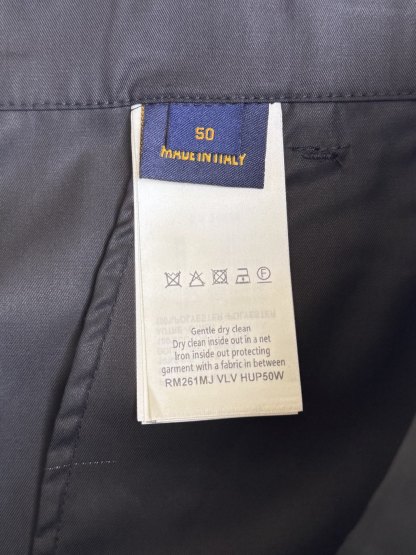 50
MADE IN ITALY
Gentle dry clean
Dry clean inside out in a net
Iron inside out protecting
garment with a fabric in between
RM261MJ VLV HUP50W